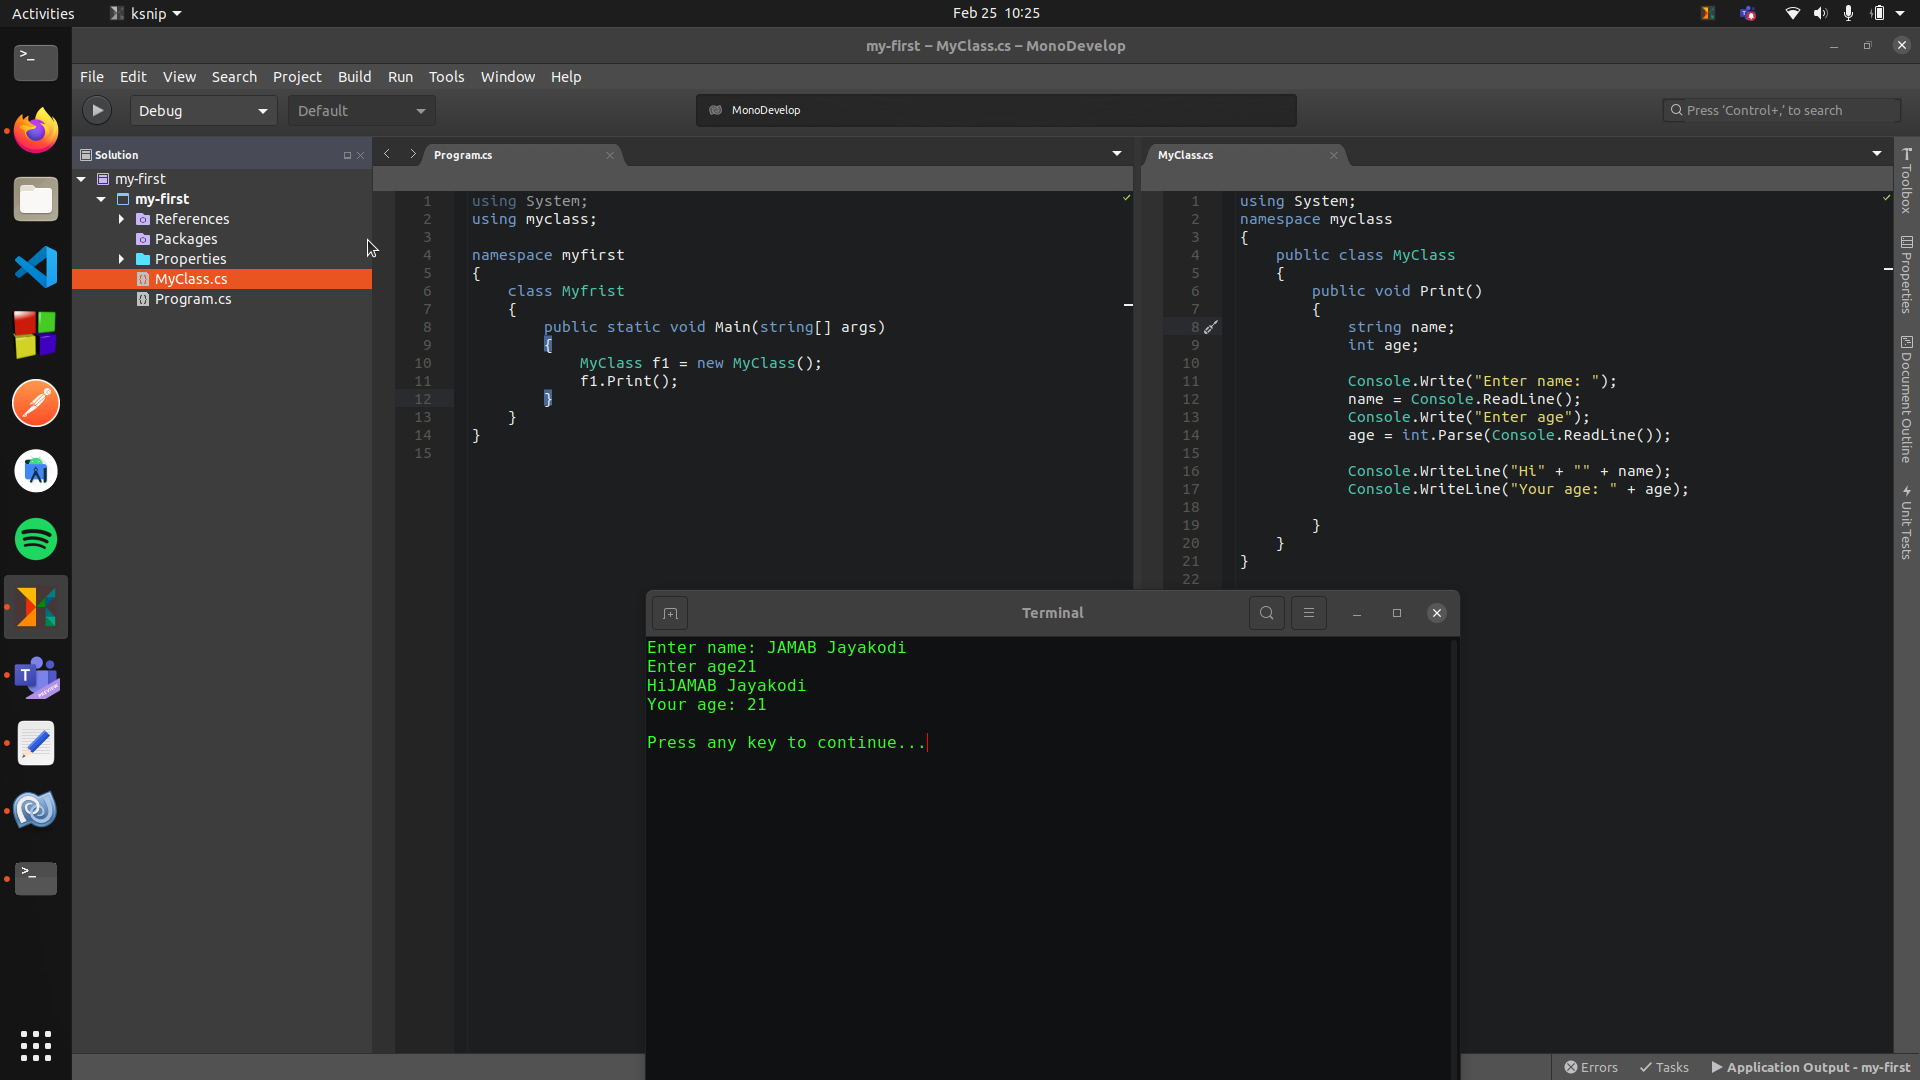 Activities
ksnip
Feb 25 10:25
my-first – MyClass.cs – MonoDevelop
File Edit View Search Project Build Run Tools Window Help
Debug
Default
MonoDevelop
Press 'Control+,' to search
Solution
my-first
my-first
References
Packages
Properties
MyClass.cs
Program.cs
Program.cs
1 using System;
2 using myclass;
3
4 namespace myfirst
5 {
6 class Myfrist
7 {
8 public static void Main(string[] args)
9 {
10 MyClass f1 = new MyClass();
11 f1.Print();
12 }
13 }
14 }
15
MyClass.cs
1 using System;
2 namespace myclass
3 {
4 public class MyClass
5 {
6 public void Print()
7 {
8 string name;
9 int age;
10
11 Console.Write("Enter name: ");
12 name = Console.ReadLine();
13 Console.Write("Enter age");
14 age = int.Parse(Console.ReadLine());
15
16 Console.WriteLine("Hi" + "" + name);
17 Console.WriteLine("Your age: " + age);
18
19 }
20 }
21 }
22
Toolbox
Properties
Document Outline
Unit Tests
Terminal
Enter name: JAMAB Jayakodi
Enter age21
HiJAMAB Jayakodi
Your age: 21
Press any key to continue...
Errors
Tasks
Application Output - my-first